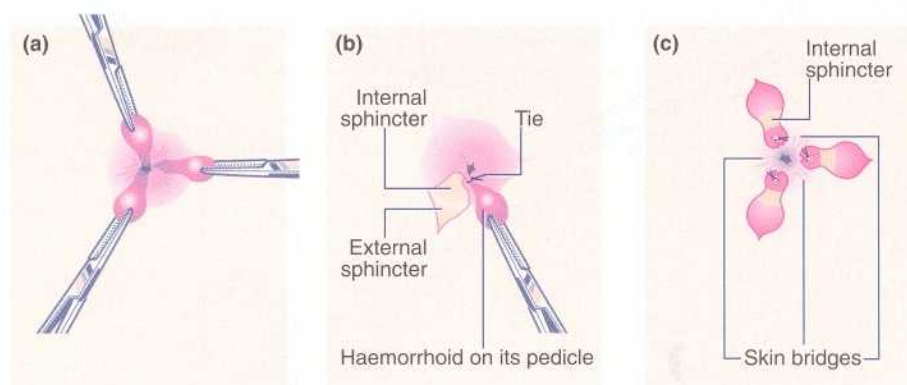 (a)
(b)
Internal
sphincter
Tie
External
sphincter
Haemorrhoid on its pedicle
(c)
Internal
sphincter
Skin bridges